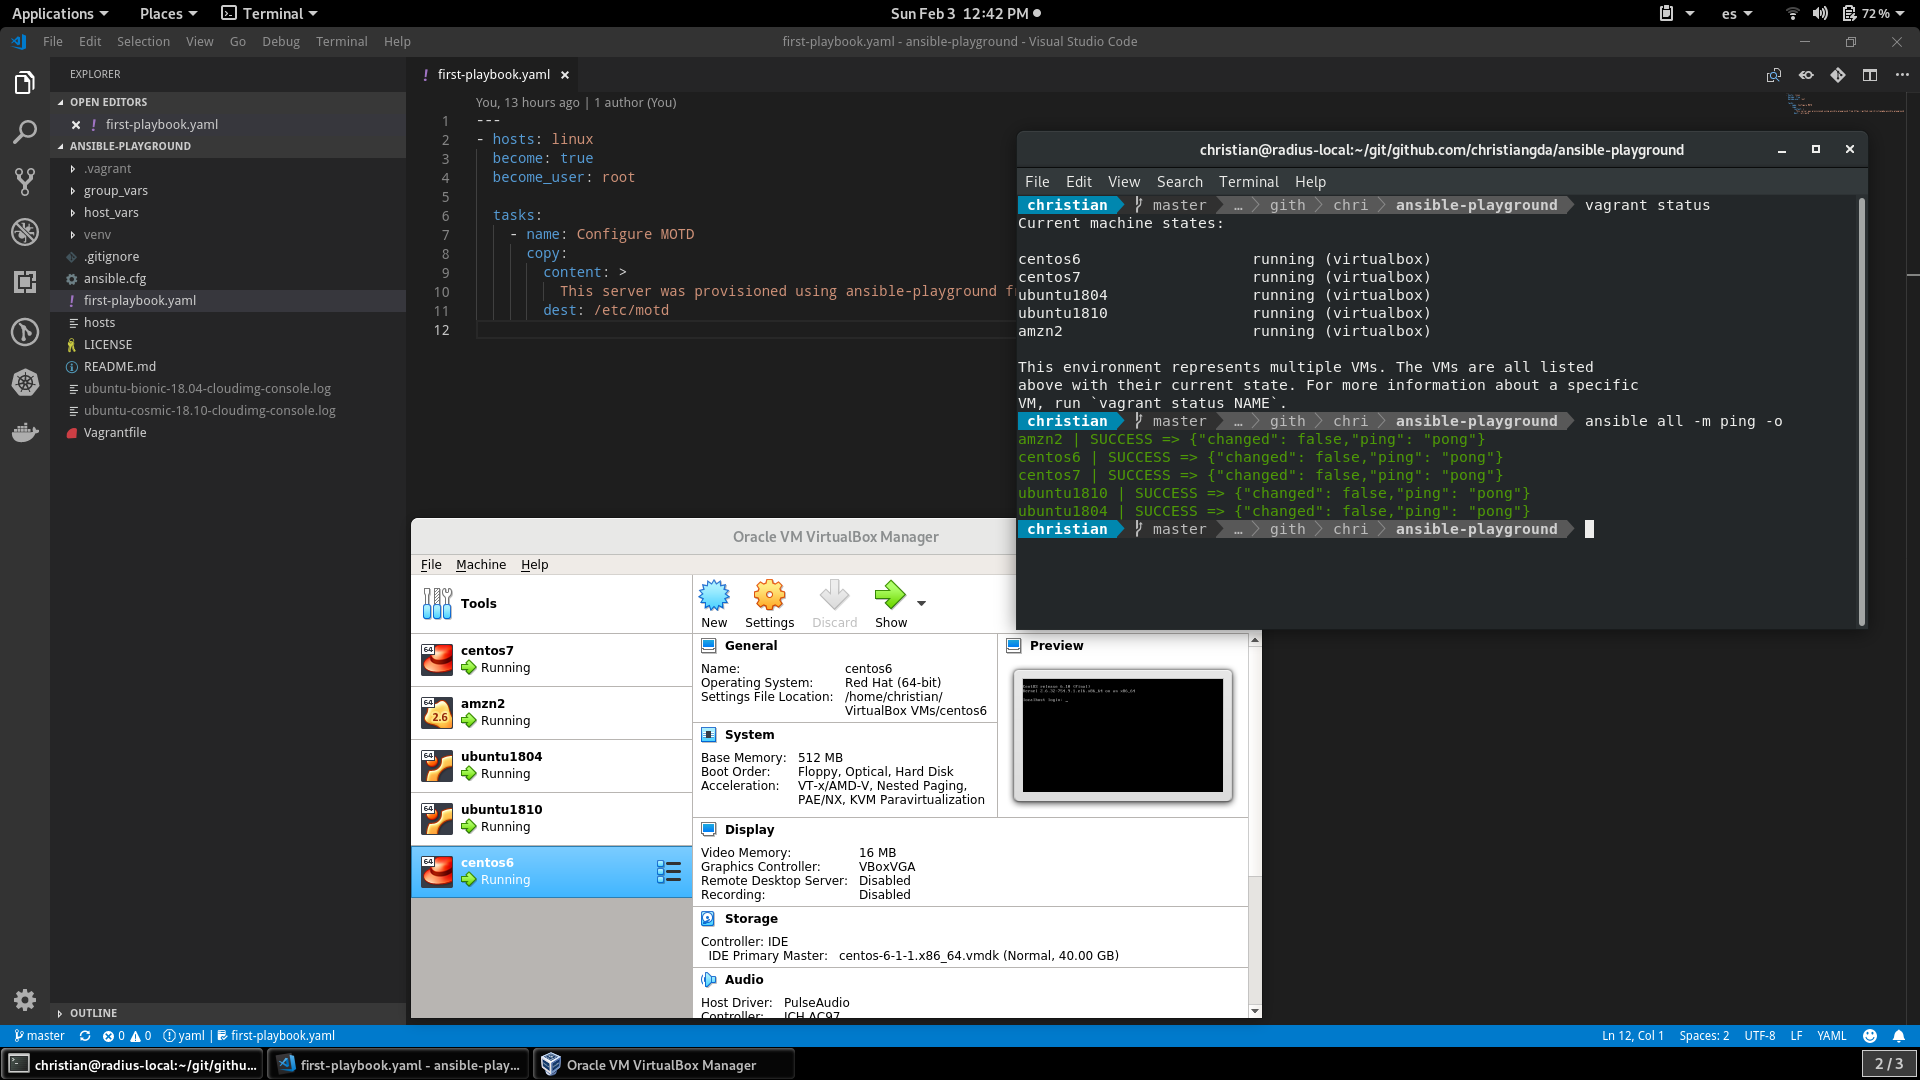 Applications Places Terminal Sun Feb 3 12:42 PM es 72 %
File Edit Selection View Go Debug Terminal Help first-playbook.yaml - ansible-playground - Visual Studio Code
EXPLORER
OPEN EDITORS
first-playbook.yaml
ANSIBLE-PLAYGROUND
.vagrant
group_vars
host_vars
venv
.gitignore
ansible.cfg
first-playbook.yaml
hosts
LICENSE
README.md
ubuntu-bionic-18.04-cloudimg-console.log
ubuntu-cosmic-18.10-cloudimg-console.log
Vagrantfile
OUTLINE
! first-playbook.yaml
You, 13 hours ago | 1 author (You)
1 ---
2 - hosts: linux
3 become: true
4 become_user: root
5
6 tasks:
7 - name: Configure MOTD
8 copy:
9 content: >
10 This server was provisioned using ansible-playground
11 dest: /etc/motd
12
christian@radius-local:~/git/github.com/christiangda/ansible-playground
File Edit View Search Terminal Help
christian master … gith chri ansible-playground vagrant status
Current machine states:
centos6 running (virtualbox)
centos7 running (virtualbox)
ubuntu1804 running (virtualbox)
ubuntu1810 running (virtualbox)
amzn2 running (virtualbox)
This environment represents multiple VMs. The VMs are all listed
above with their current state. For more information about a specific
VM, run `vagrant status NAME`.
christian master … gith chri ansible-playground ansible all -m ping -o
amzn2 | SUCCESS => {"changed": false,"ping": "pong"}
centos6 | SUCCESS => {"changed": false,"ping": "pong"}
centos7 | SUCCESS => {"changed": false,"ping": "pong"}
ubuntu1810 | SUCCESS => {"changed": false,"ping": "pong"}
ubuntu1804 | SUCCESS => {"changed": false,"ping": "pong"}
christian master … gith chri ansible-playground
Oracle VM VirtualBox Manager
File Machine Help
Tools
New Settings Discard Show
64 centos7
Running
64 amzn2
2.6 Running
64 ubuntu1804
Running
64 ubuntu1810
Running
64 centos6
Running
General
Name: centos6
Operating System: Red Hat (64-bit)
Settings File Location: /home/christian/
VirtualBox VMs/centos6
Preview
System
Base Memory: 512 MB
Boot Order: Floppy, Optical, Hard Disk
Acceleration: VT-x/AMD-V, Nested Paging,
PAE/NX, KVM Paravirtualization
Display
Video Memory: 16 MB
Graphics Controller: VBoxVGA
Remote Desktop Server: Disabled
Recording: Disabled
Storage
Controller: IDE
IDE Primary Master: centos-6-1-1.x86_64.vmdk (Normal, 40.00 GB)
Audio
Host Driver: PulseAudio
Controller: ICH AC97
master 0 0 yaml | first-playbook.yaml Ln 12, Col 1 Spaces: 2 UTF-8 LF YAML
christian@radius-local:~/git/githu… first-playbook.yaml - ansible-play… Oracle VM VirtualBox Manager 2 / 3